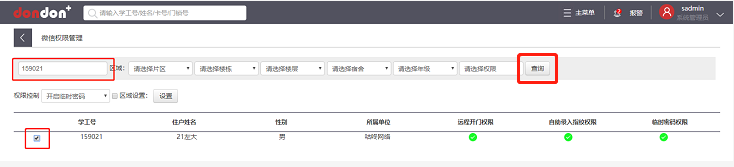 dondon+ 请输入学工号/姓名/卡号/门锁号 主菜单 报警 sadmin
系统管理员
微信权限管理
159021 区域: 请选择片区 请选择楼栋 请选择楼层 请选择宿舍 请选择年级 请选择权限 查询
权限控制 开启临时密码 区域设置: 设置
学工号 住户姓名 性别 所属单位 远程开门权限 自助录入指纹权限 临时密码权限
159021 21左大 男 咕咚网络